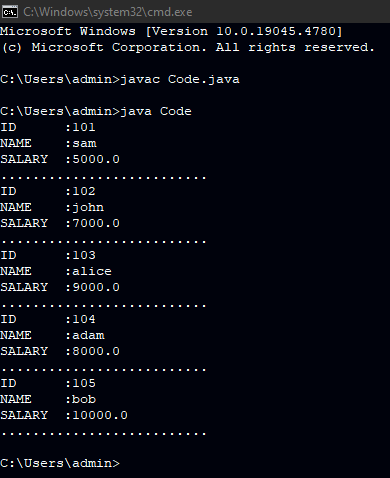 C:\Windows\system32\cmd.exe
Microsoft Windows [Version 10.0.19045.4780]
(c) Microsoft Corporation. All rights reserved.
C:\Users\admin>javac Code.java
C:\Users\admin>java Code
ID      :101
NAME    :sam
SALARY  :5000.0
..........................
ID      :102
NAME    :john
SALARY  :7000.0
..........................
ID      :103
NAME    :alice
SALARY  :9000.0
..........................
ID      :104
NAME    :adam
SALARY  :8000.0
..........................
ID      :105
NAME    :bob
SALARY  :10000.0
..........................
C:\Users\admin>